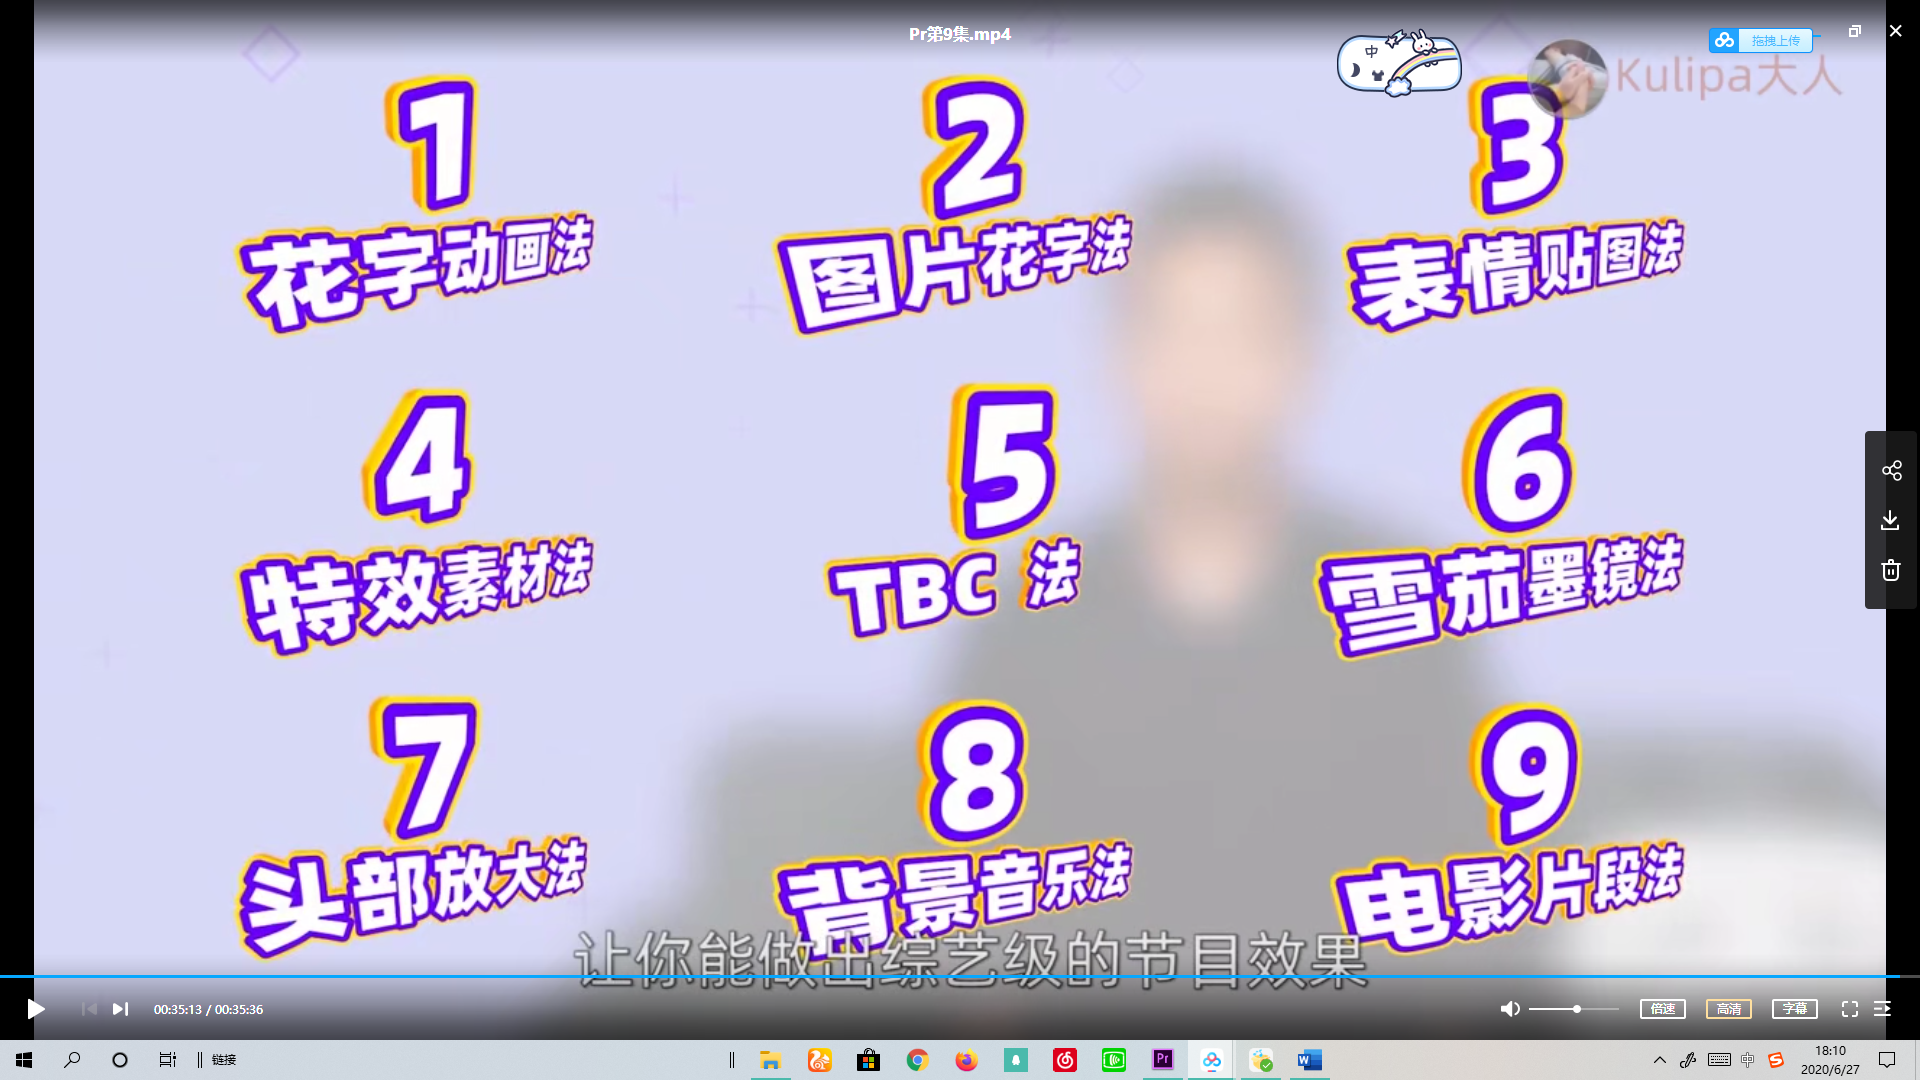 Pr第9集.mp4
中
拖拽上传
Kulipa大人
1
2
3
花字动画法
图片花字法
表情贴图法
4
5
6
特效素材法
TBC 法
雪茄墨镜法
7
8
9
头部放大法
背景音乐法
电影片段法
让你能做出综艺级的节目效果
00:35:13 / 00:35:36
倍速
高清
字幕
链接
Pr
W
中
S
18:10
2020/6/27